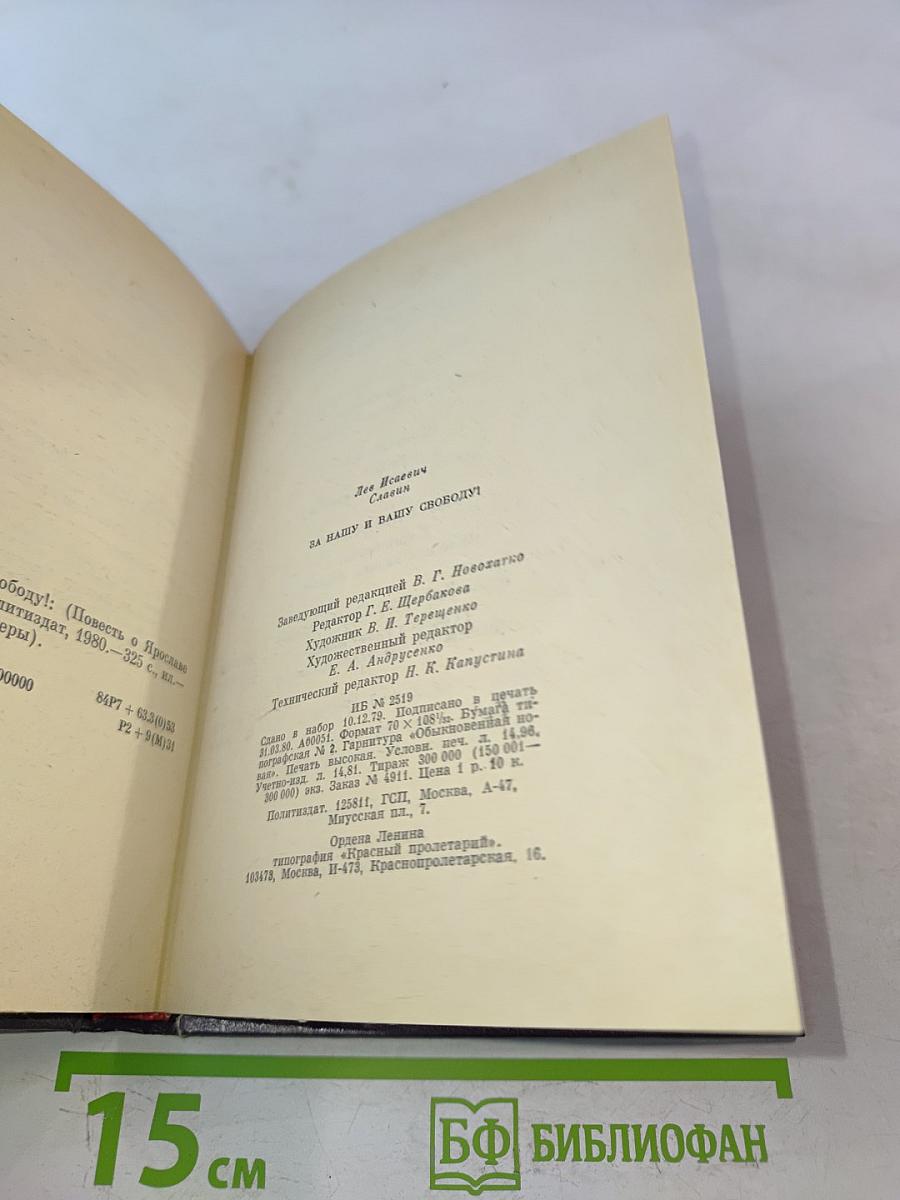 ободу!: (Повесть о Ярославе
литиздат, 1980.—325 с., ил.—
еры).
00000
84Р7 + 63.3(0)53
Р2 + 9(М)31
Лев Исаевич
Славин
ЗА НАШУ И ВАШУ СВОБОДУ!
Заведующий редакцией В. Г. Новохатко
Редактор Г. Е. Щербакова
Художник В. И. Терещенко
Художественный редактор
Е. А. Андрусенко
Технический редактор Н. К. Капустина
ИБ № 2519
Сдано в набор 10.12.79. Подписано в печать
31.03.80. А00051. Формат 70 × 108 1/32. Бумага ти-
пографская № 2. Гарнитура «Обыкновенная но-
вая». Печать высокая. Условн. печ. л. 14,96.
Учетно-изд. л. 14,81. Тираж 300 000 (150 001—
300 000) экз. Заказ № 4911. Цена 1 р. 10 к.
Политиздат. 125811, ГСП, Москва, А-47,
Миусская пл., 7.
Ордена Ленина
типография «Красный пролетарий».
103473, Москва, И-473, Краснопролетарская, 16.
15 см
БФ БИБЛИОФАН